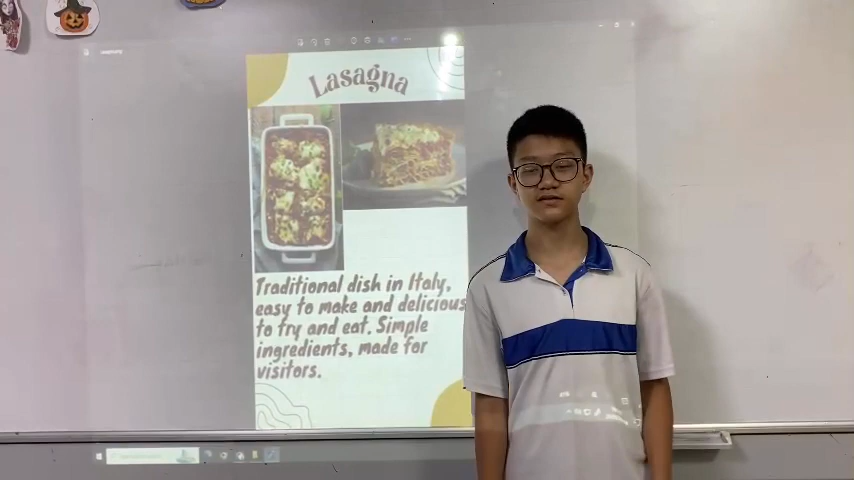 Lasagna
Traditional dish in Italy,
easy to make and delicious
to try and eat. Simple
ingredients, made for
visitors.